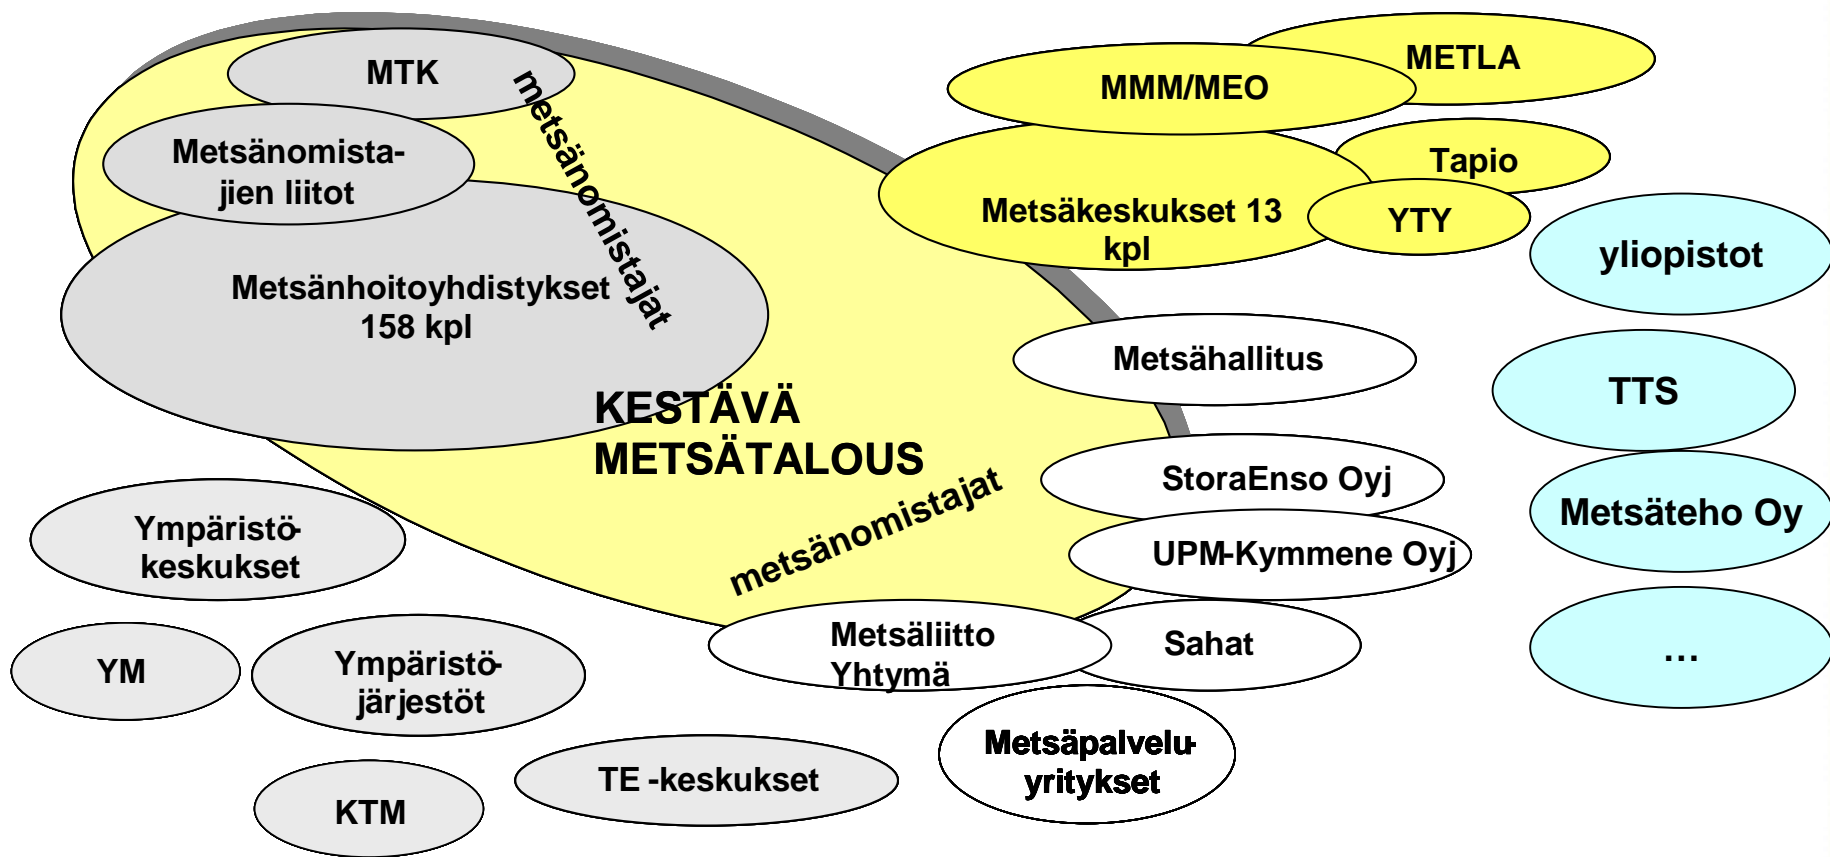 MTK
Metsänomista-
jien liitot
metsänomistajat
Metsänhoitoyhdistykset
158 kpl
KESTÄVÄ
METSÄTALOUS
metsänomistajat
METLA
MMM/MEO
Tapio
Metsäkeskukset 13
kpl
YTY
yliopistot
Metsähallitus
TTS
StoraEnso Oyj
Metsäteho Oy
UPM-Kymmene Oyj
Metsäliitto
Yhtymä
Sahat
…
Metsäpalvelu-
yritykset
Ympäristö-
keskukset
YM
Ympäristö-
järjestöt
TE -keskukset
KTM